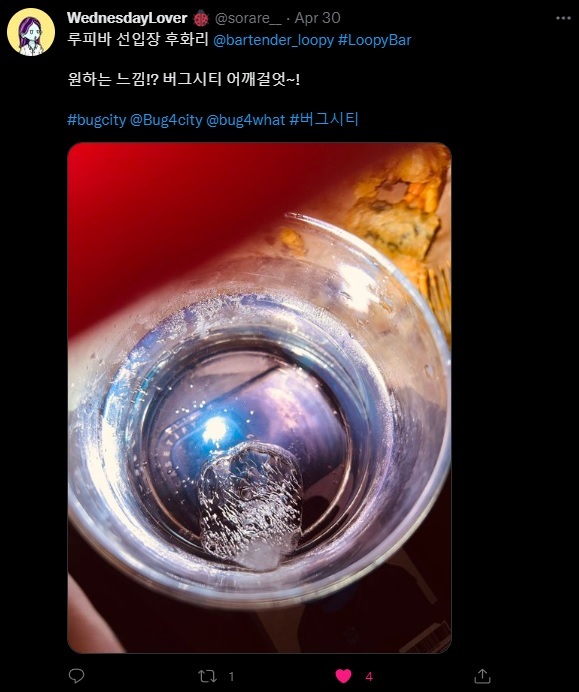 WednesdayLover 🐞 @sorare__ · Apr 30
루피바 선입장 후화리 @bartender_loopy #LoopyBar
원하는 느낌!? 버그시티 어깨걸엇~!
#bugcity @Bug4city @bug4what #버그시티
1 4